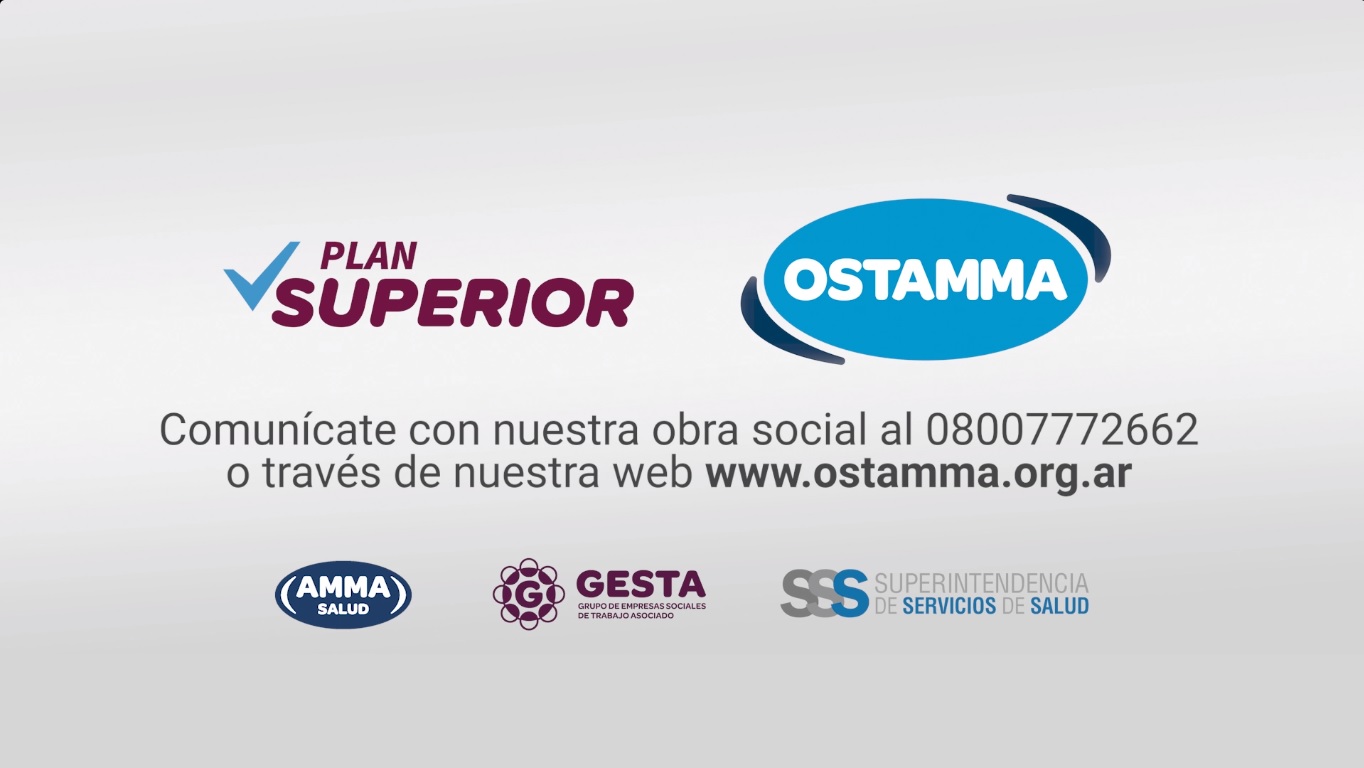 PLAN
SUPERIOR
OSTAMMA
Comunícate con nuestra obra social al 08007772662
o través de nuestra web www.ostamma.org.ar
AMMA
SALUD
G
GESTA
GRUPO DE EMPRESAS SOCIALES
DE TRABAJO ASOCIADO
SSS
SUPERINTENDENCIA
DE SERVICIOS DE SALUD